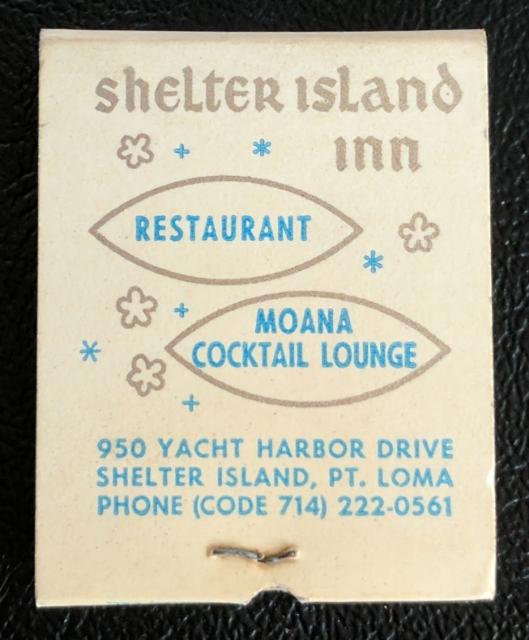 shelter island
inn
RESTAURANT
MOANA
COCKTAIL LOUNGE
950 YACHT HARBOR DRIVE
SHELTER ISLAND, PT. LOMA
PHONE (CODE 714) 222-0561